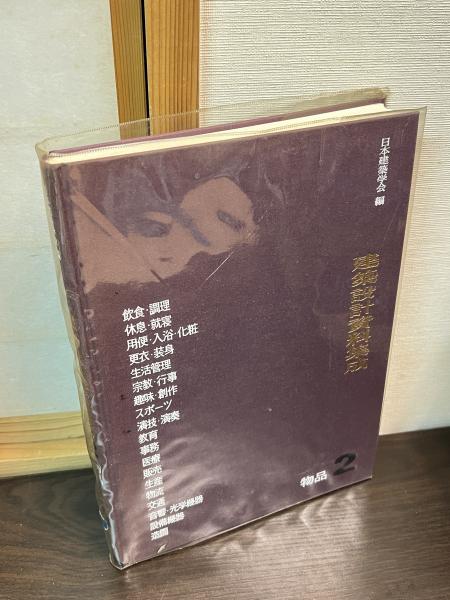 日本建築学会 編
建築設計資料集成
2
物品
飲食・調理
休息・就寝
用便・入浴・化粧
更衣・装身
生活管理
宗教・行事
趣味・創作
スポーツ
演技・演奏
教育
事務
医療
販売
生産
物流
交通
音響・光学機器
設備機器
造園